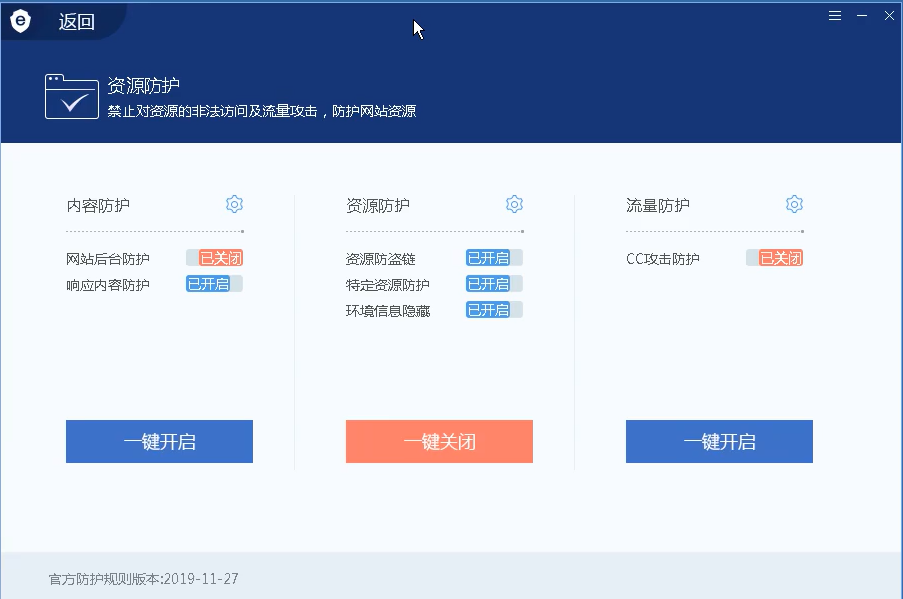 返回
资源防护
禁止对资源的非法访问及流量攻击，防护网站资源
内容防护
网站后台防护 已关闭
响应内容防护 已开启
一键开启
资源防护
资源防盗链 已开启
特定资源防护 已开启
环境信息隐藏 已开启
一键关闭
流量防护
CC攻击防护 已关闭
一键开启
官方防护规则版本:2019-11-27